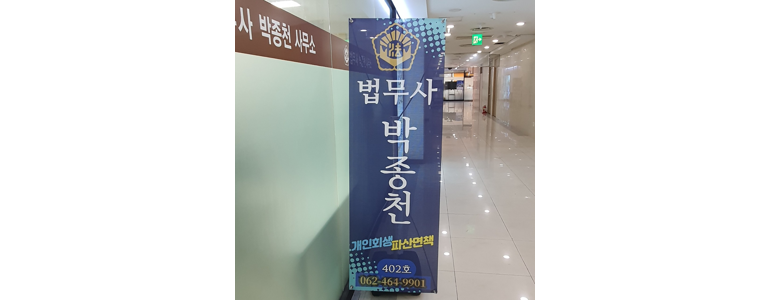 사 박종천 사무소
法
법무사
박종천
개인회생 파산면책
402호
062-464-9901